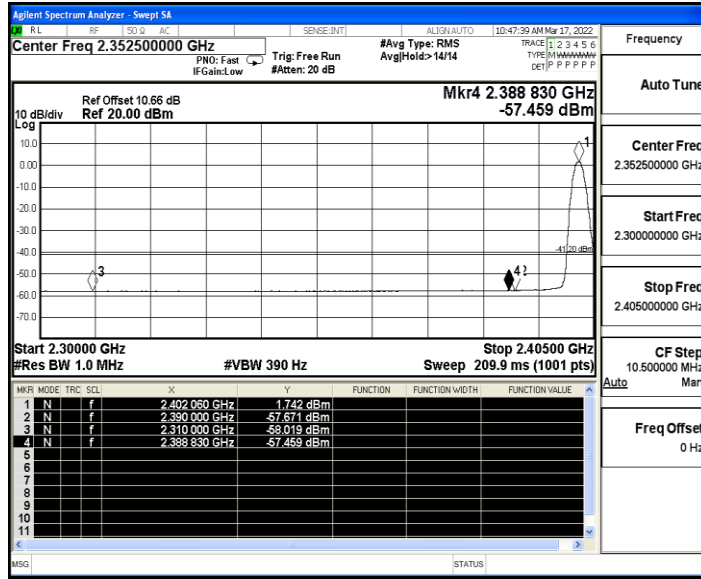 Agilent Spectrum Analyzer - Swept SA
RL RF 50 Ω AC SENSE:INT ALIGNAUTO 10:47:39 AM Mar 17, 2022
Center Freq 2.352500000 GHz
PNO: Fast
IFGain:Low
Trig: Free Run
#Atten: 20 dB
#Avg Type: RMS
Avg|Hold:>14/14
TRACE 1 2 3 4 5 6
TYPE M
DET P P P P P P
Mkr4 2.388 830 GHz
-57.459 dBm
Ref Offset 10.66 dB
10 dB/div Ref 20.00 dBm
Log
10.0
0.00
-10.0
-20.0
-30.0
-40.0
-50.0
-60.0
-70.0
1
-41.20 dBm
3
4
2
Start 2.30000 GHz Stop 2.40500 GHz
#Res BW 1.0 MHz #VBW 390 Hz Sweep 209.9 ms (1001 pts)
MKR MODE TRC SCL X Y FUNCTION FUNCTION WIDTH FUNCTION VALUE
1 N f 2.402 060 GHz 1.742 dBm
2 N f 2.390 000 GHz -57.671 dBm
3 N f 2.310 000 GHz -58.019 dBm
4 N f 2.388 830 GHz -57.459 dBm
5
6
7
8
9
10
11
MSG STATUS
Frequency
Auto Tune
Center Freq
2.352500000 GHz
Start Freq
2.300000000 GHz
Stop Freq
2.405000000 GHz
CF Step
10.500000 MHz
Auto Man
Freq Offset
0 Hz